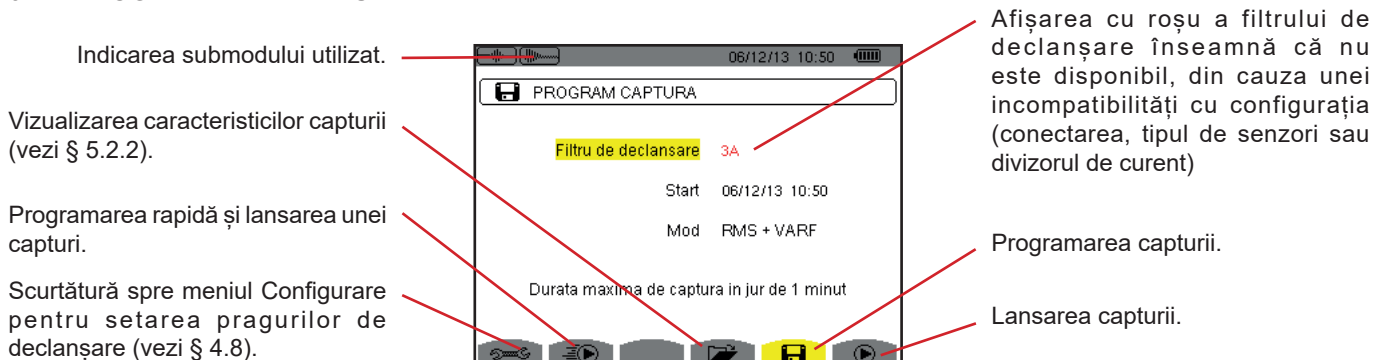 Indicarea submodului utilizat.
Vizualizarea caracteristicilor capturii
(vezi § 5.2.2).
Programarea rapidă și lansarea unei
capturi.
Scurtătură spre meniul Configurare
pentru setarea pragurilor de
declanșare (vezi § 4.8).
06/12/13 10:50
PROGRAM CAPTURA
Filtru de declansare 3A
Start 06/12/13 10:50
Mod RMS + VARF
Durata maxima de captura in jur de 1 minut
Afișarea cu roșu a filtrului de
declanșare înseamnă că nu
este disponibil, din cauza unei
incompatibilități cu configurația
(conectarea, tipul de senzori sau
divizorul de curent)
Programarea capturii.
Lansarea capturii.